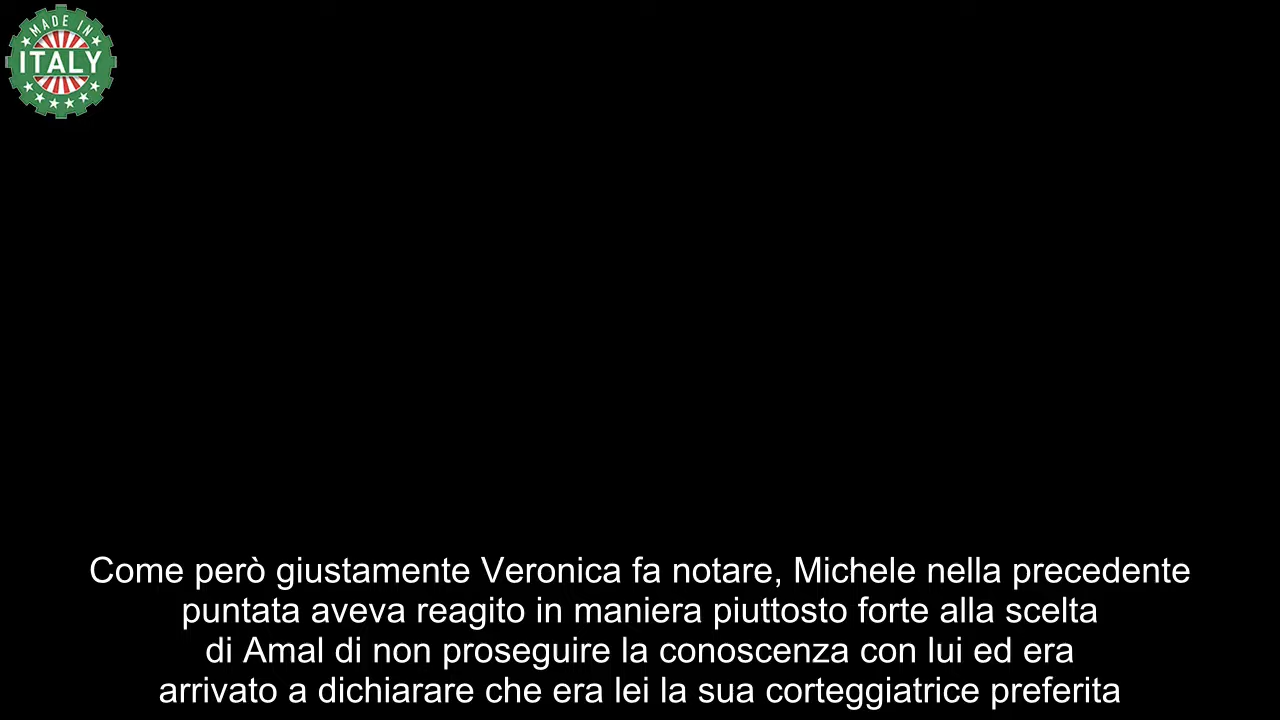 MADE IN
ITALY
Come però giustamente Veronica fa notare, Michele nella precedente
puntata aveva reagito in maniera piuttosto forte alla scelta
di Amal di non proseguire la conoscenza con lui ed era
arrivato a dichiarare che era lei la sua corteggiatrice preferita